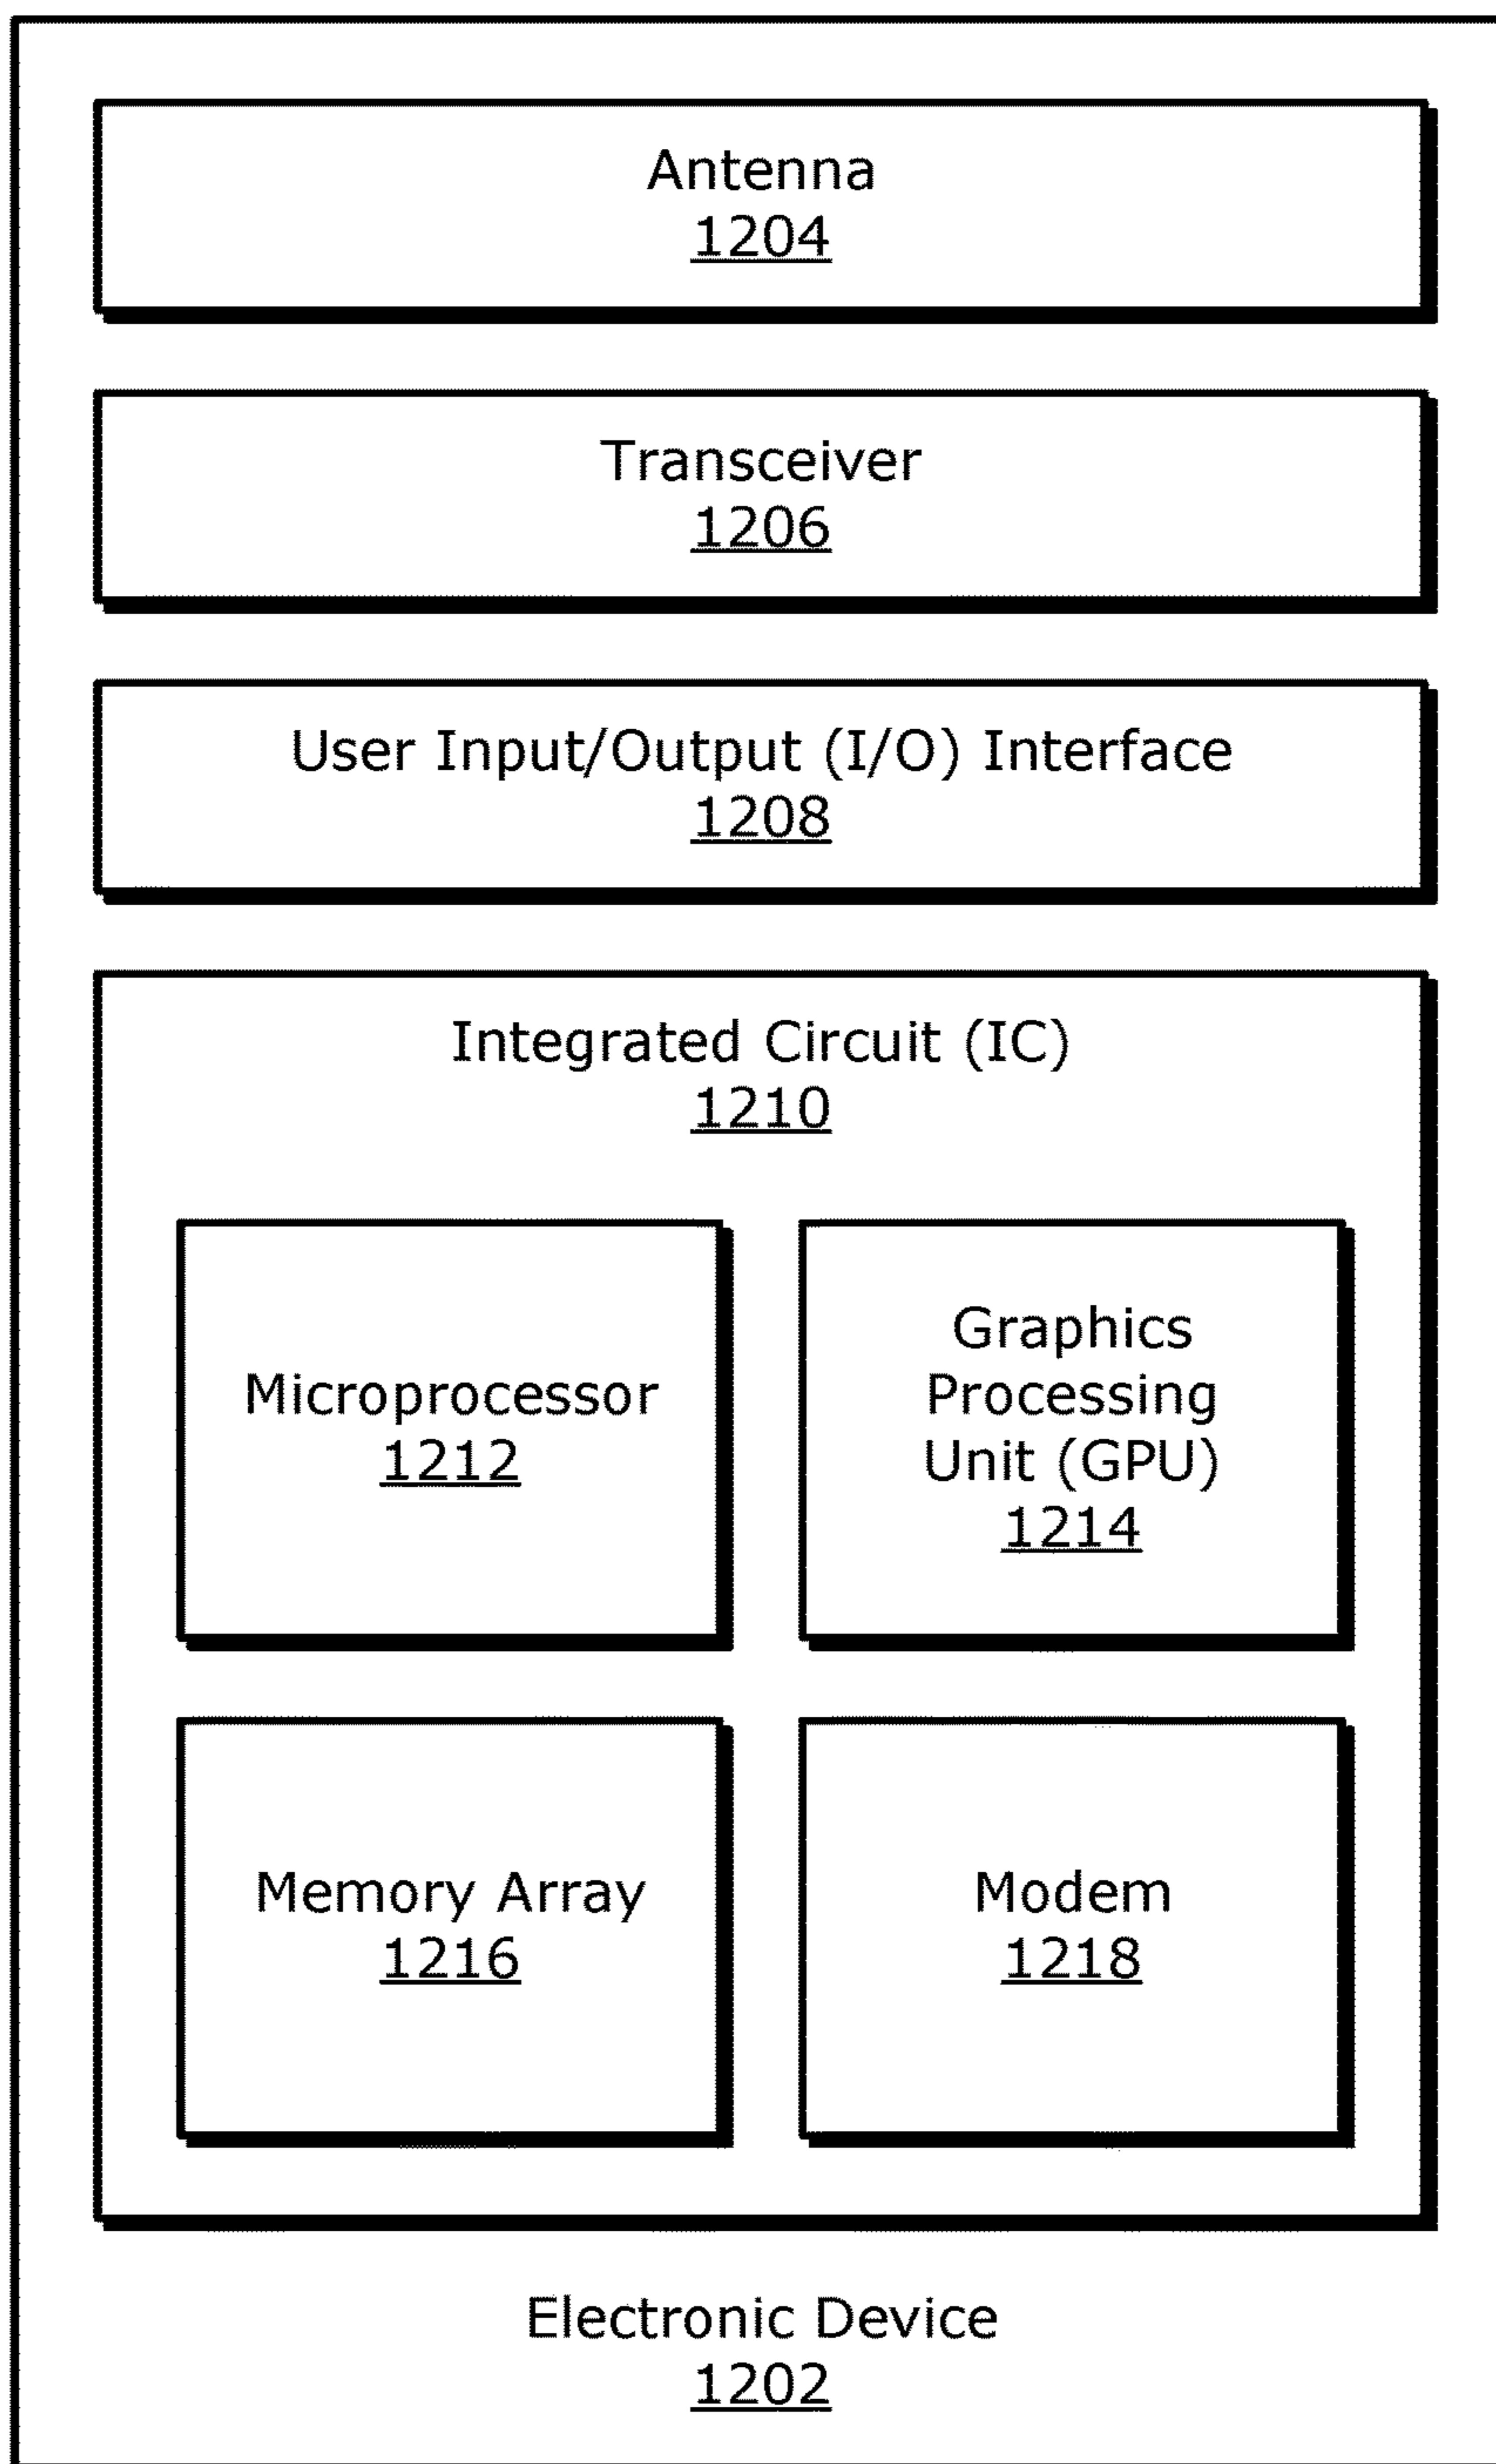 Antenna
1204
Transceiver
1206
User Input/Output (I/O) Interface
1208
Integrated Circuit (IC)
1210
Microprocessor
1212
Graphics
Processing
Unit (GPU)
1214
Memory Array
1216
Modem
1218
Electronic Device
1202